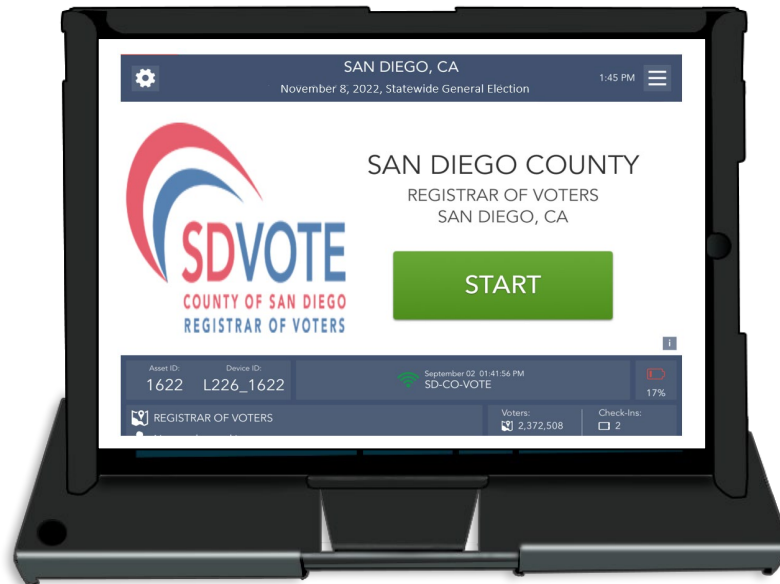 SAN DIEGO, CA
November 8, 2022, Statewide General Election
1:45 PM
SAN DIEGO COUNTY
REGISTRAR OF VOTERS
SAN DIEGO, CA
START
SDVOTE
COUNTY OF SAN DIEGO
REGISTRAR OF VOTERS
i
Asset ID:
1622
Device ID:
L226_1622
September 02 01:41:56 PM
SD-CO-VOTE
17%
REGISTRAR OF VOTERS
Voters:
2,372,508
Check-Ins:
2